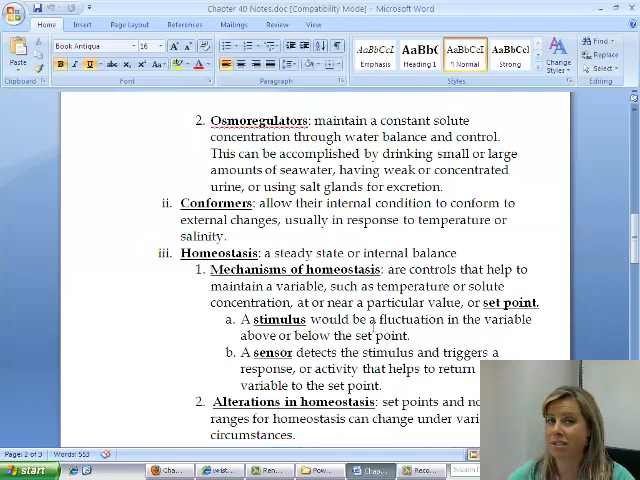 Chapter 40 Notes.doc [Compatibility Mode] - Microsoft Word
Home Insert Page Layout References Mailings Review View
Paste
Book Antiqua 16
AaBbCcL AaBb( AaBbCcI AaBbCcl
Emphasis Heading 1 ¶ Normal Strong
Change Styles
Find
Replace
Select
Clipboard Font Paragraph Styles Editing
2. Osmoregulators: maintain a constant solute
concentration through water balance and control.
This can be accomplished by drinking small or large
amounts of seawater, having weak or concentrated
urine, or using salt glands for excretion.
ii. Conformers: allow their internal condition to conform to
external changes, usually in response to temperature or
salinity.
iii. Homeostasis: a steady state or internal balance
1. Mechanisms of homeostasis: are controls that help to
maintain a variable, such as temperature or solute
concentration, at or near a particular value, or set point.
a. A stimulus would be a fluctuation in the variable
above or below the set point.
b. A sensor detects the stimulus and triggers a
response, or activity that helps to return
variable to the set point.
2. Alterations in homeostasis: set points and no
ranges for homeostasis can change under vari
circumstances.
Page: 2 of 3 Words: 553
start Cha... wist... Ren... Pow... Chap... Reco... Search